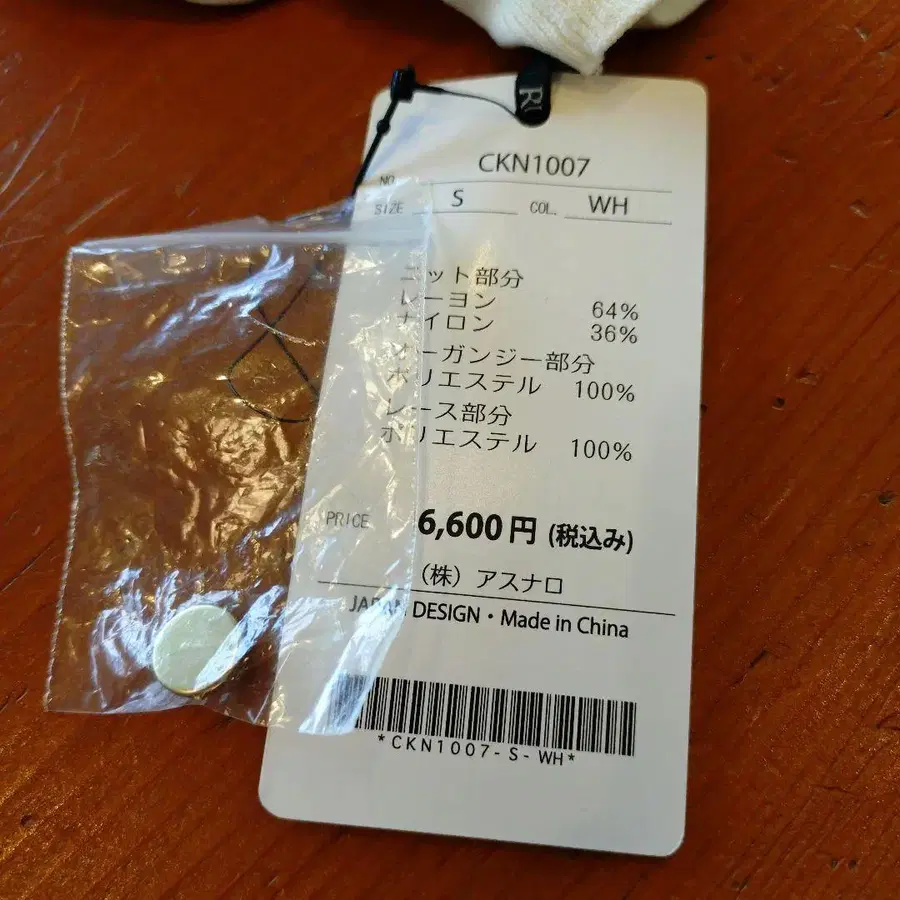 NO. CKN1007
SIZE S COL. WH
ニット部分
レーヨン 64%
ナイロン 36%
オーガンジー部分
ポリエステル 100%
レース部分
ポリエステル 100%
PRICE 6,600円 (税込み)
(株) アスナロ
JAPAN DESIGN・Made in China
*CKN1007-S-WH*